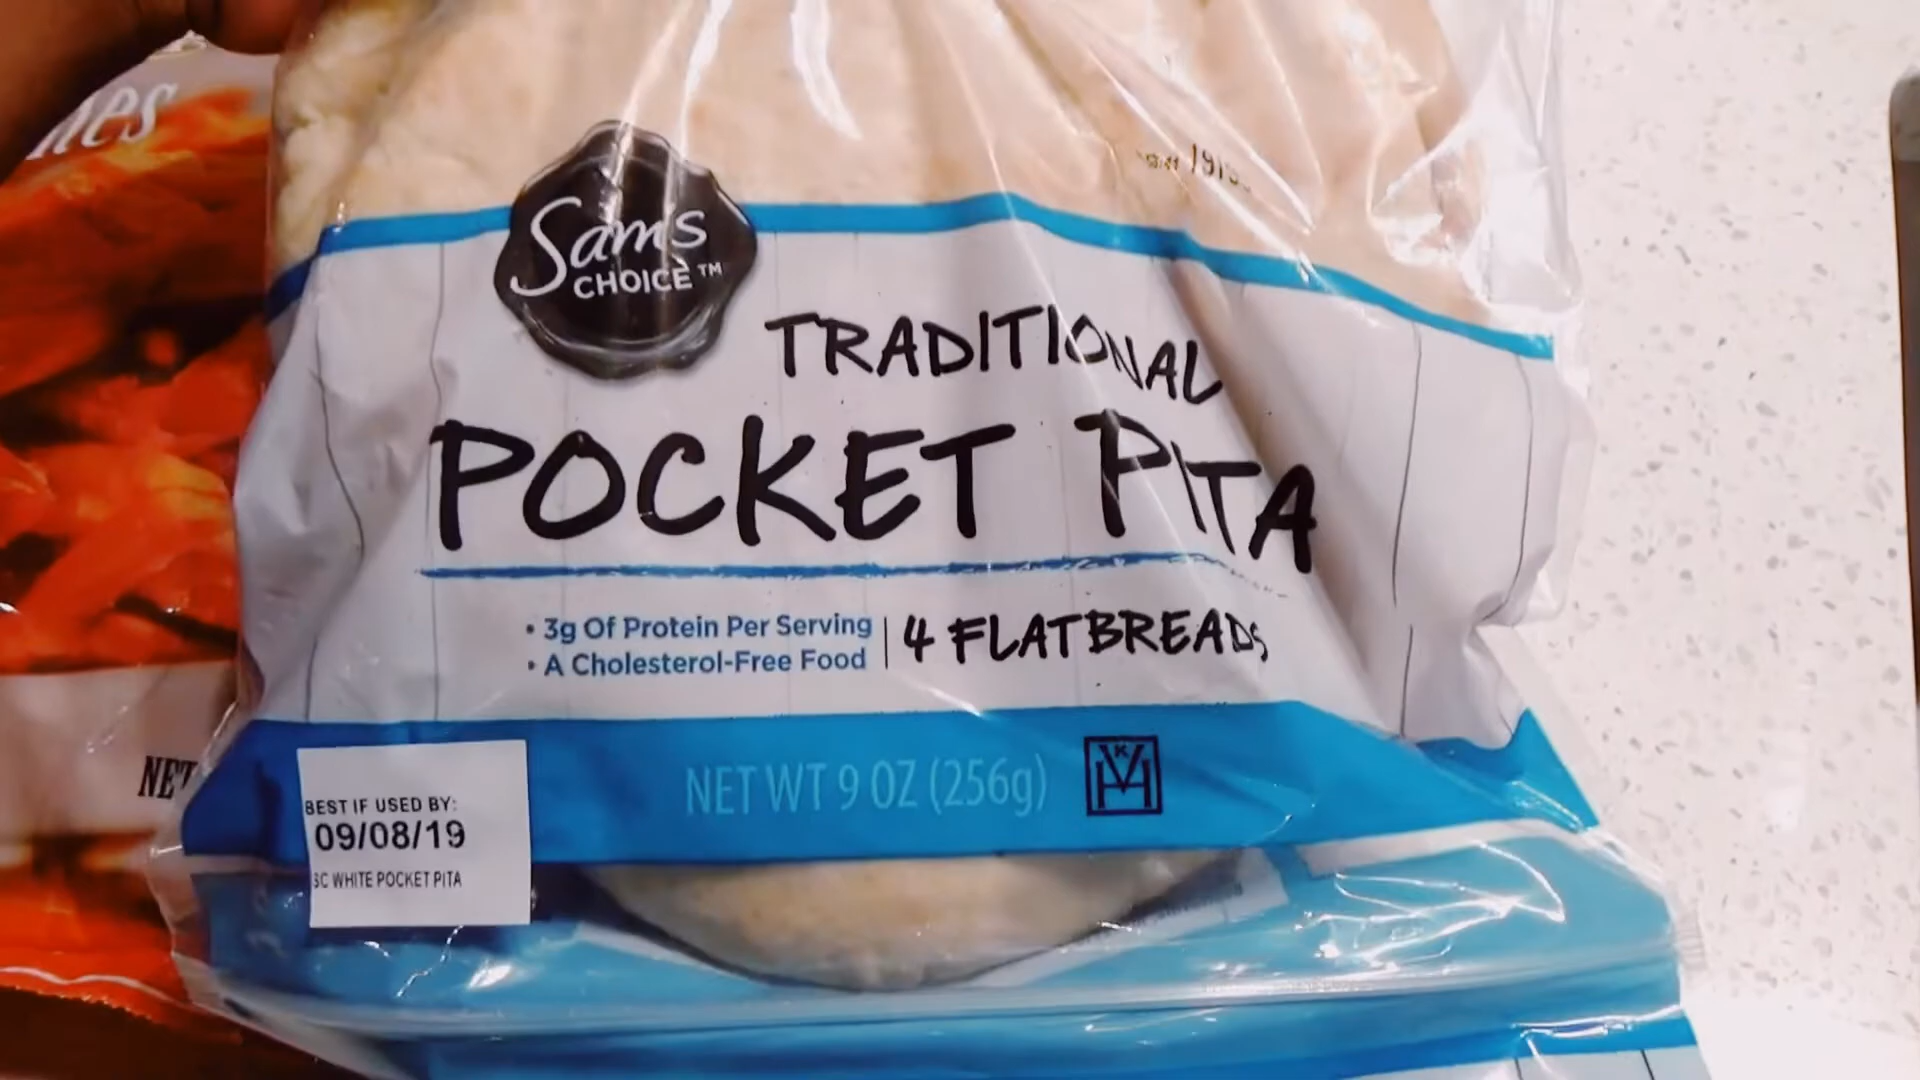 Sam's
CHOICE™
TRADITIONAL
POCKET PITA
• 3g Of Protein Per Serving
• A Cholesterol-Free Food
4 FLATBREADS
NET WT 9 OZ (256g)
K
VH
BEST IF USED BY:
09/08/19
SC WHITE POCKET PITA
NET